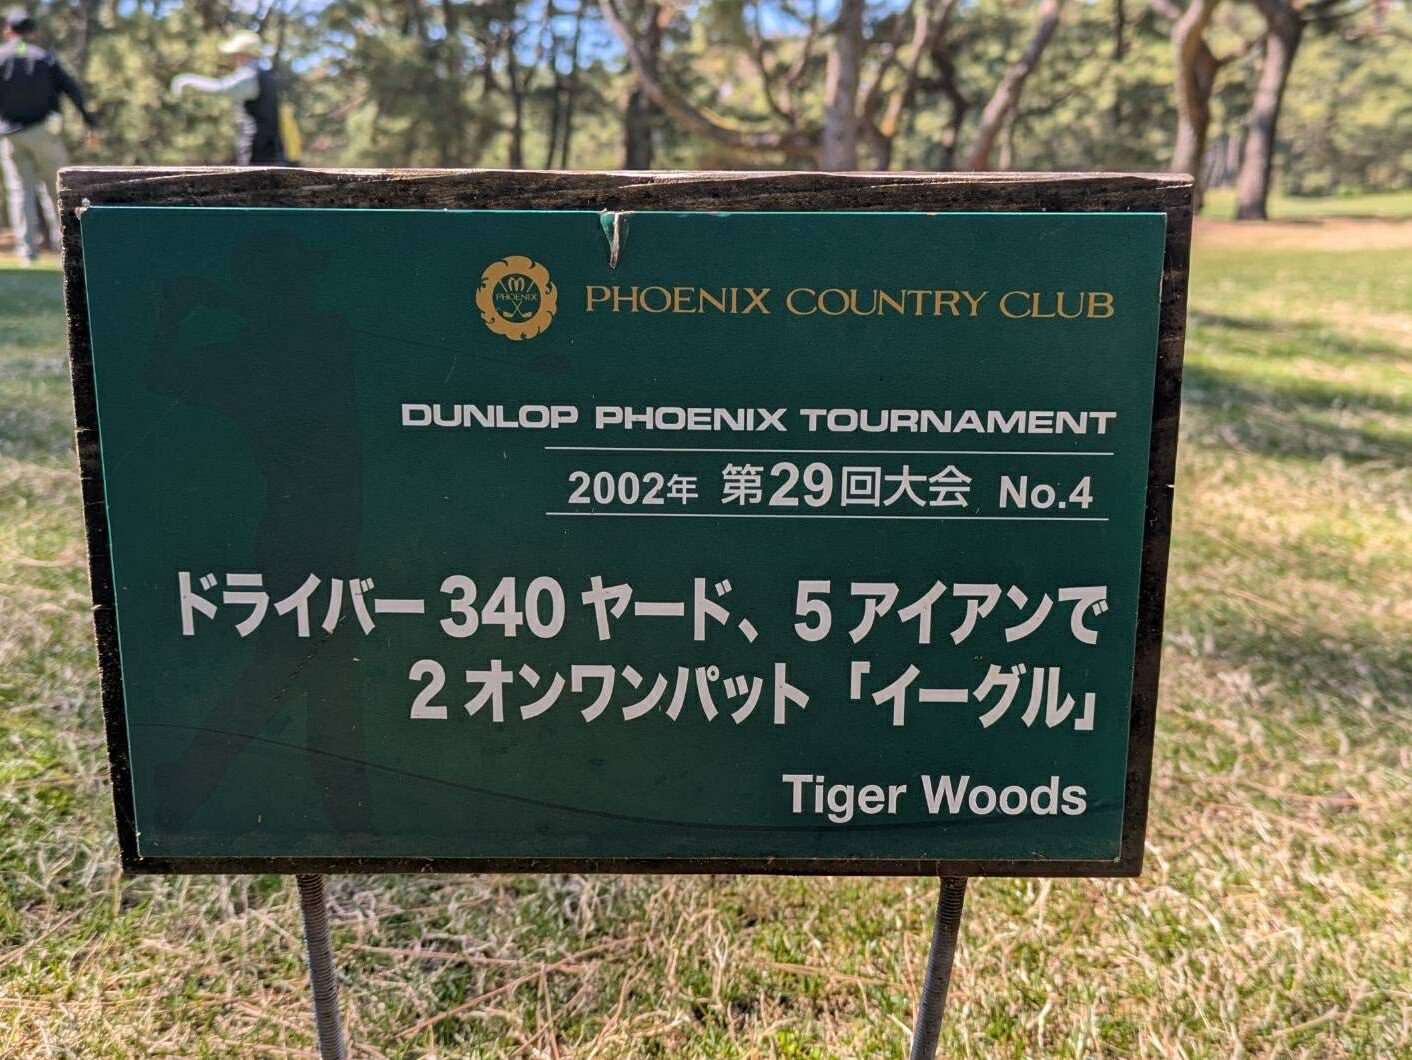 PHOENIX
PHOENIX COUNTRY CLUB
DUNLOP PHOENIX TOURNAMENT
2002年 第29回大会 No.4
ドライバー340ヤード、5アイアンで
2オンワンパット「イーグル」
Tiger Woods